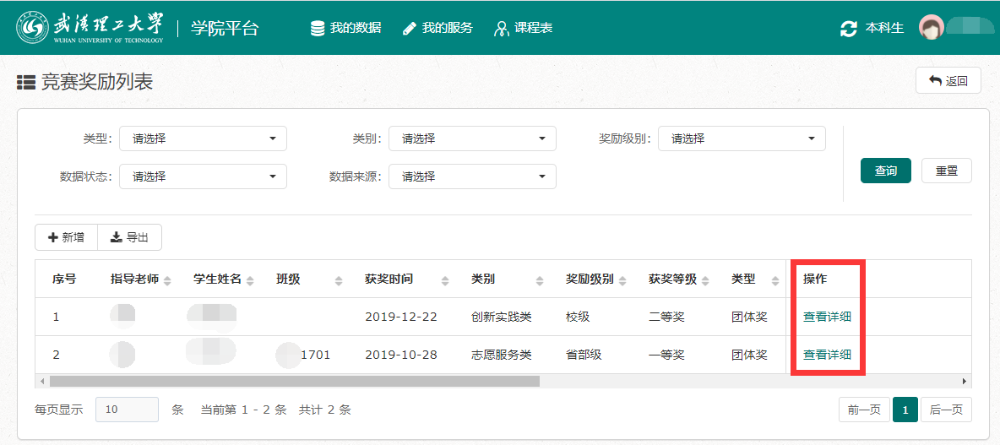 武汉理工大学 学院平台 我的数据 我的服务 课程表 本科生
WUHAN UNIVERSITY OF TECHNOLOGY
竞赛奖励列表 返回
类型: 请选择 类别: 请选择 奖励级别: 请选择
数据状态: 请选择 数据来源: 请选择 查询 重置
新增 导出
序号 指导老师 学生姓名 班级 获奖时间 类别 奖励级别 获奖等级 类型 操作
1 2019-12-22 创新实践类 校级 二等奖 团体奖 查看详细
2 1701 2019-10-28 志愿服务类 省部级 一等奖 团体奖 查看详细
每页显示 10 条 当前第 1 - 2 条 共计 2 条 前一页 1 后一页